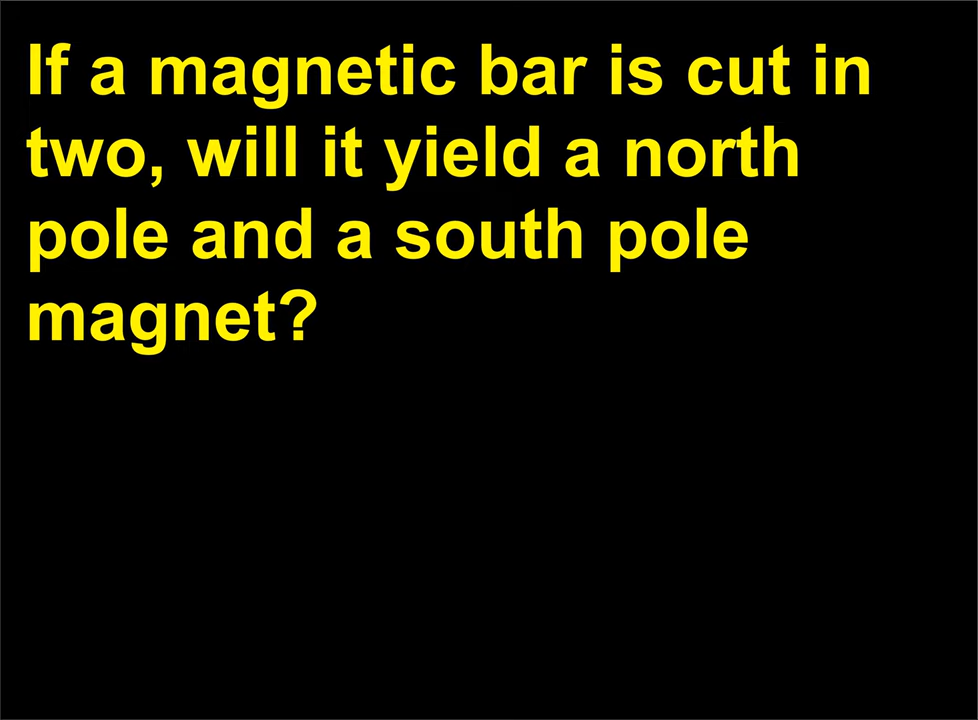 If a magnetic bar is cut in
two, will it yield a north
pole and a south pole
magnet?